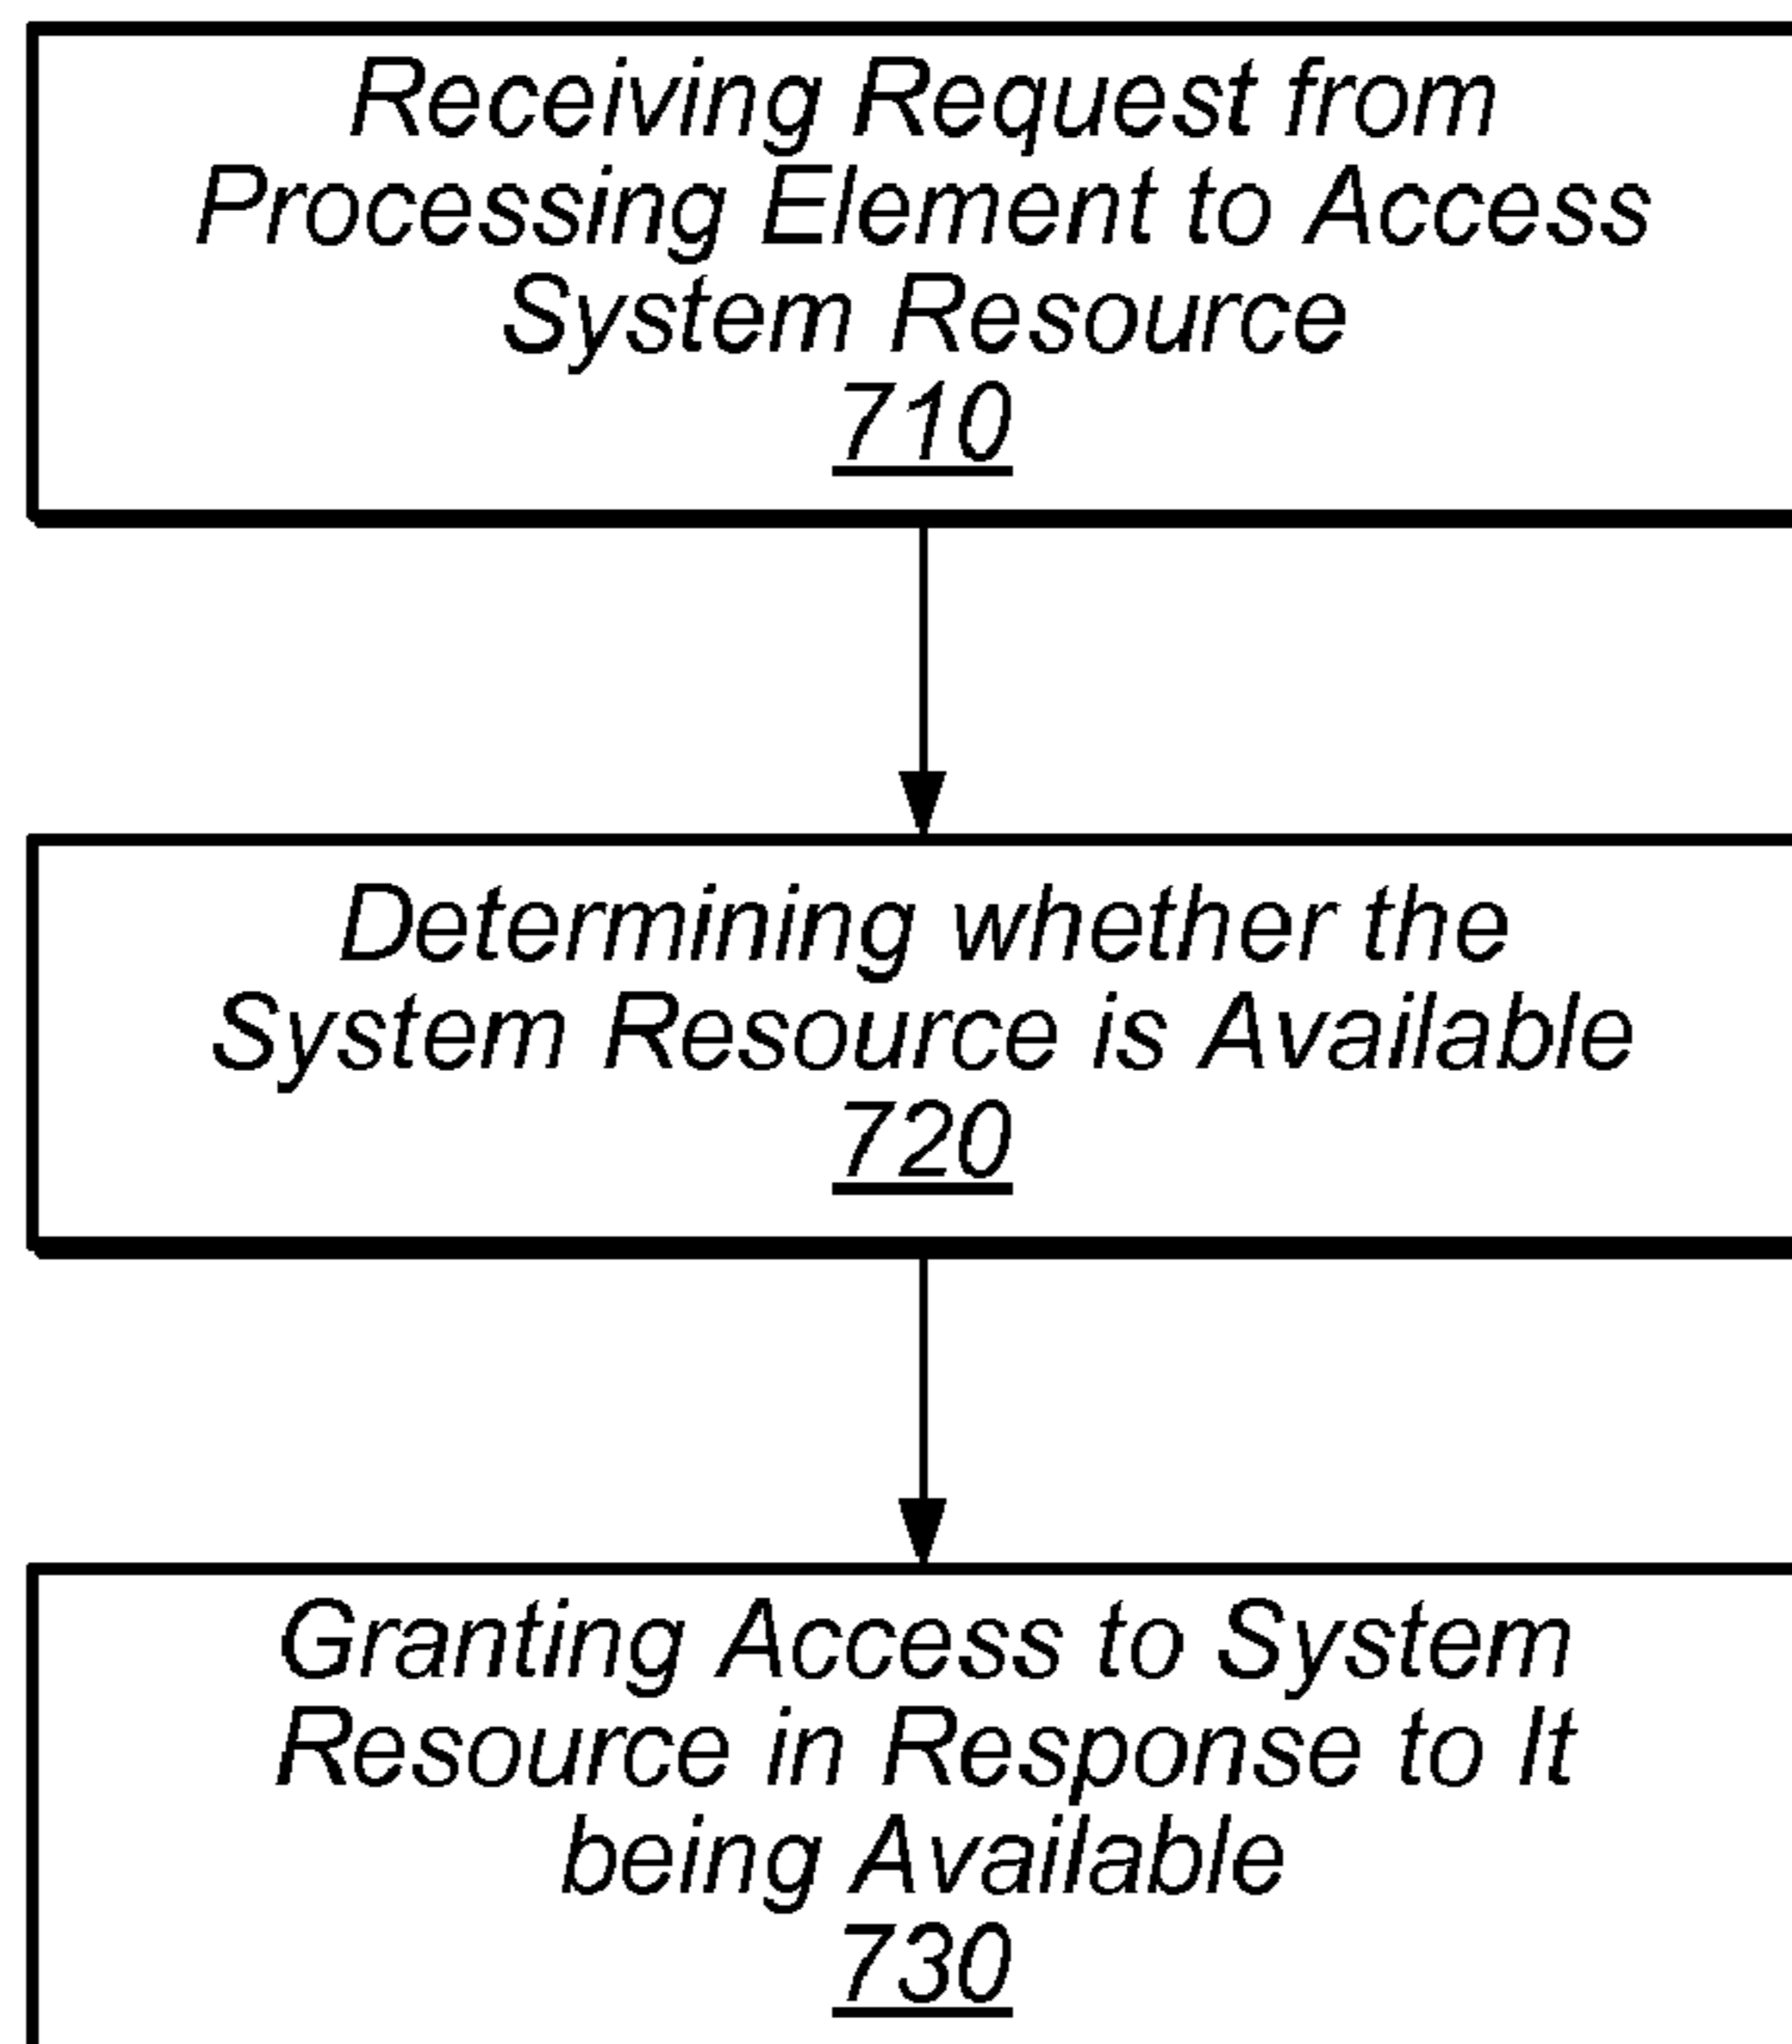 Receiving Request from
Processing Element to Access
System Resource
710
Determining whether the
System Resource is Available
720
Granting Access to System
Resource in Response to It
being Available
730